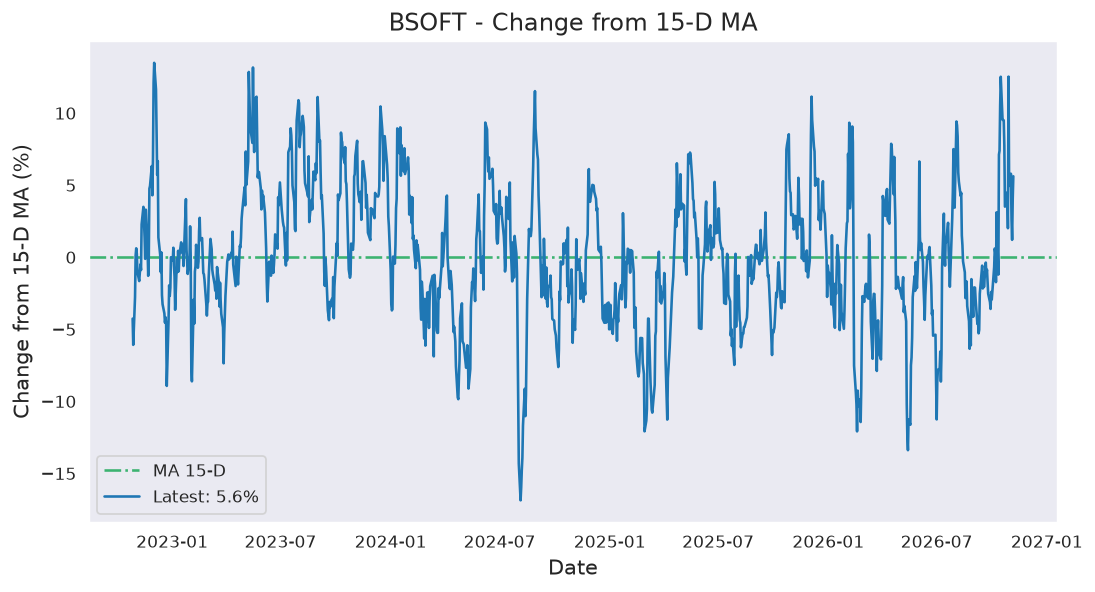 BSOFT - Change from 15-D MA
Change from 15-D MA (%)
10
5
0
−5
−10
−15
MA 15-D
Latest: 5.6%
2023-01 2023-07 2024-01 2024-07 2025-01 2025-07 2026-01 2026-07 2027-01
Date